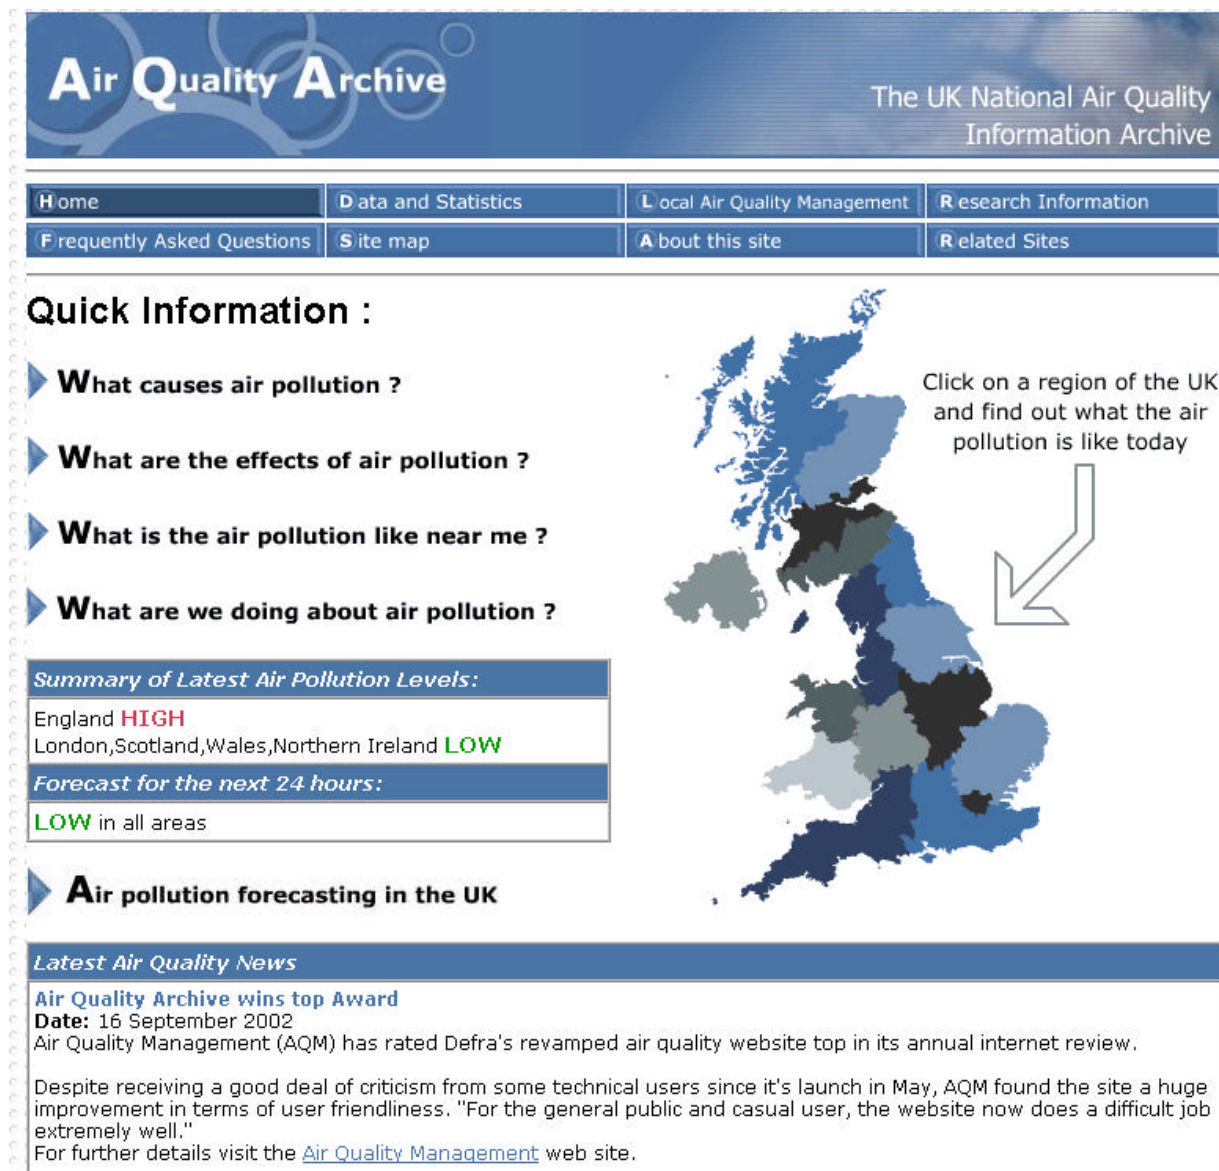 Air Quality Archive
The UK National Air Quality
Information Archive
Home
Data and Statistics
Local Air Quality Management
Research Information
Frequently Asked Questions
Site map
About this site
Related Sites
Quick Information :
What causes air pollution ?
What are the effects of air pollution ?
What is the air pollution like near me ?
What are we doing about air pollution ?
Click on a region of the UK
and find out what the air
pollution is like today
Summary of Latest Air Pollution Levels:
England HIGH
London,Scotland,Wales,Northern Ireland LOW
Forecast for the next 24 hours:
LOW in all areas
Air pollution forecasting in the UK
Latest Air Quality News
Air Quality Archive wins top Award
Date: 16 September 2002
Air Quality Management (AQM) has rated Defra's revamped air quality website top in its annual internet review.
Despite receiving a good deal of criticism from some technical users since it's launch in May, AQM found the site a huge
improvement in terms of user friendliness. "For the general public and casual user, the website now does a difficult job
extremely well."
For further details visit the Air Quality Management web site.